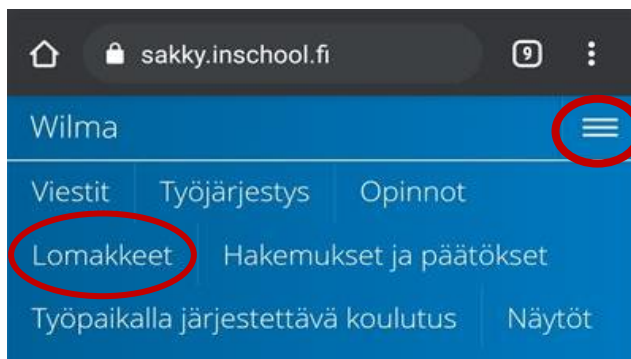 sakky.inschool.fi 9
Wilma
Viestit Työjärjestys Opinnot
Lomakkeet Hakemukset ja päätökset
Työpaikalla järjestettävä koulutus Näytöt